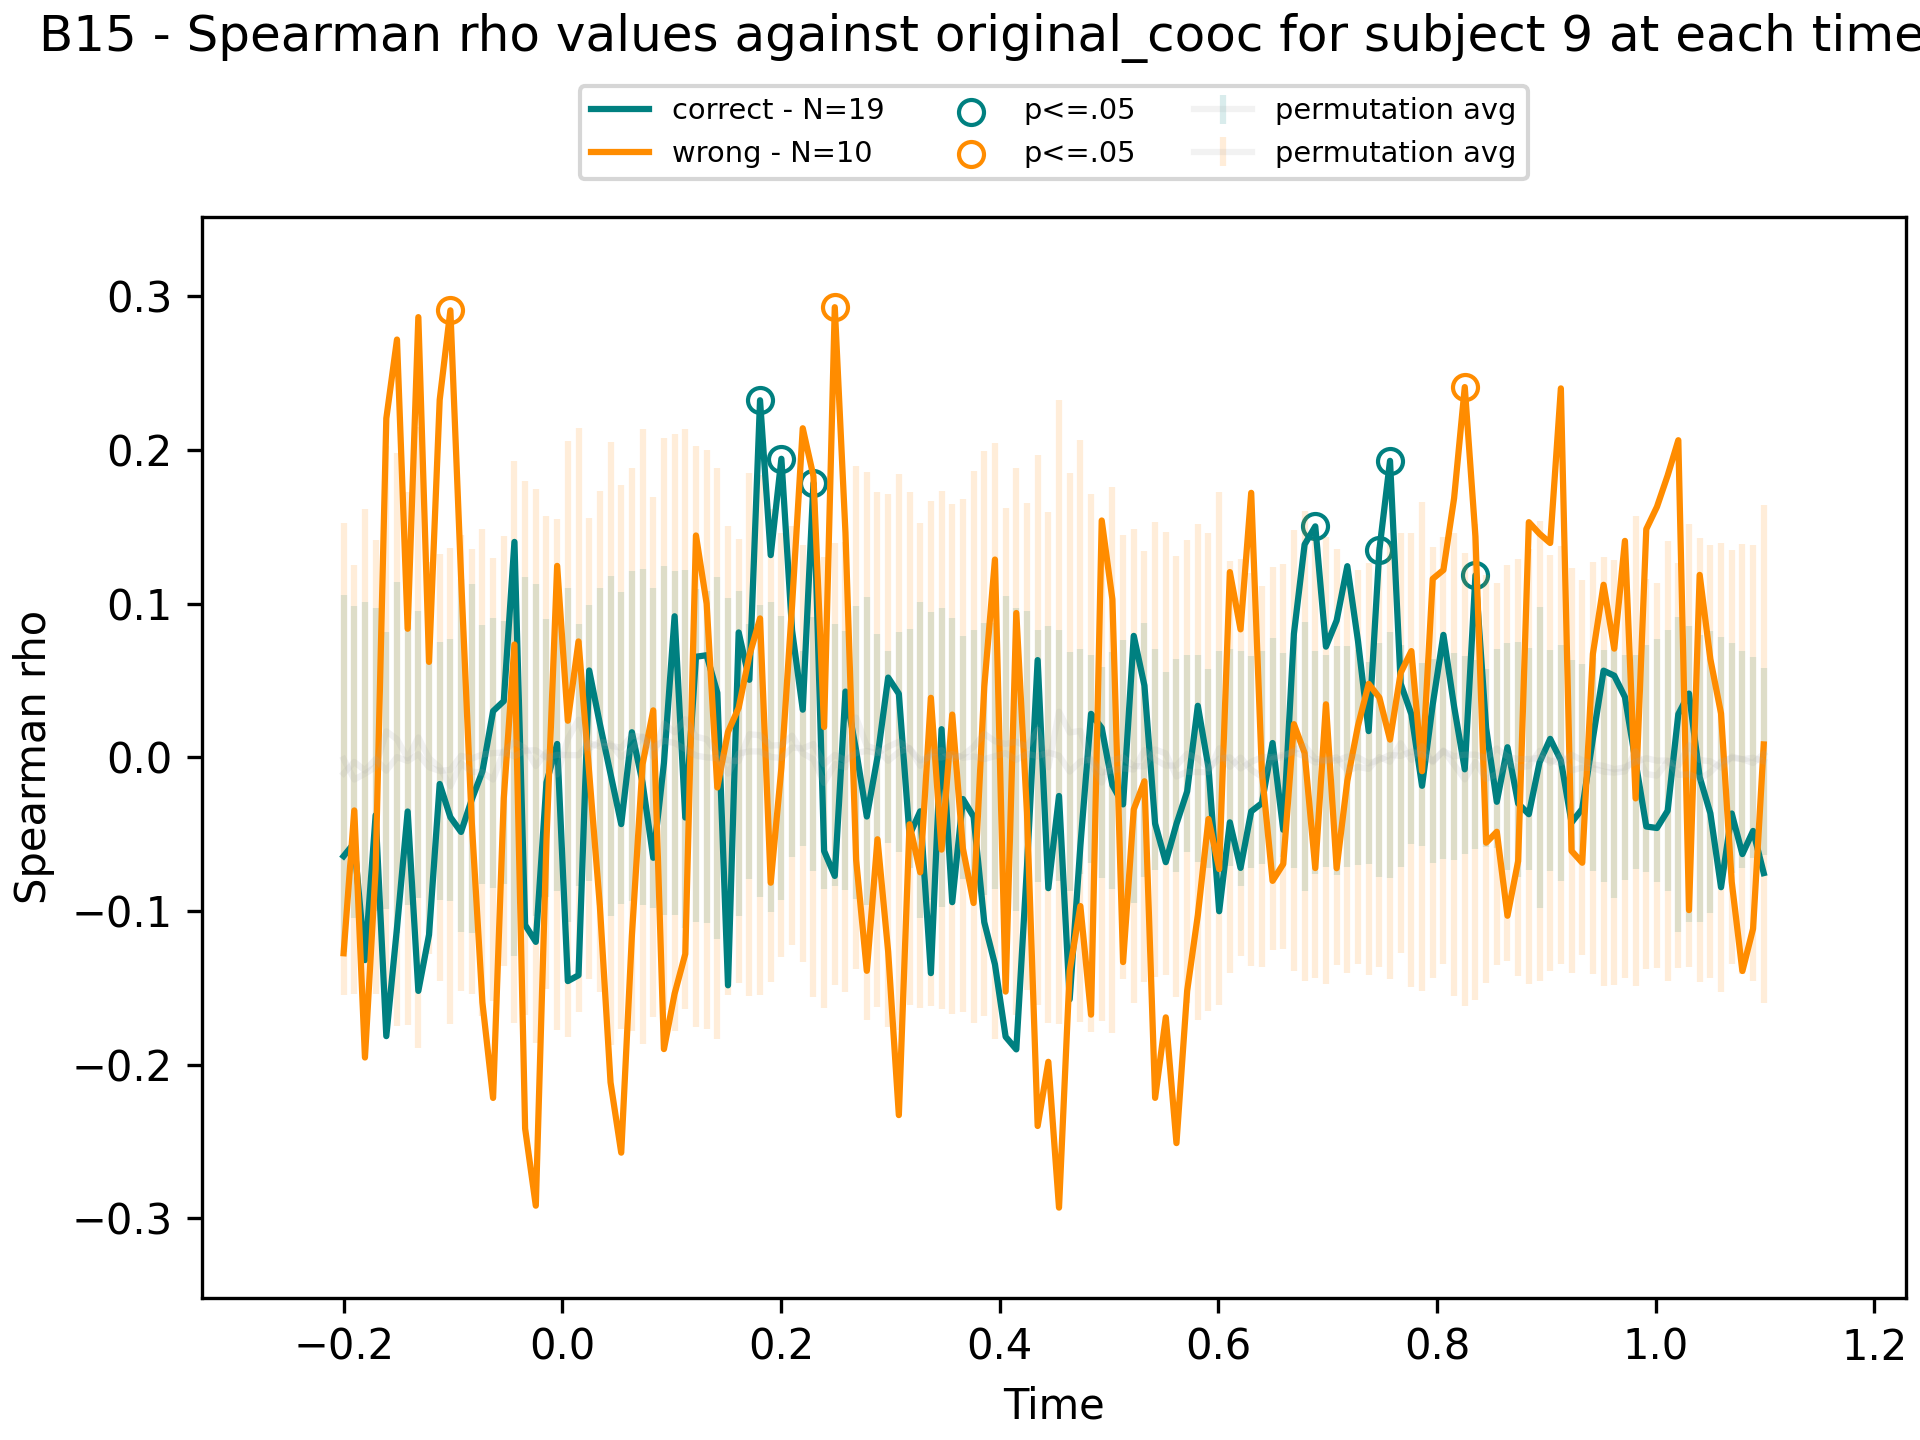 B15 - Spearman rho values against original_cooc for subject 9 at each time
correct - N=19 p<=.05 permutation avg
wrong - N=10 p<=.05 permutation avg
0.3
0.2
0.1
0.0
−0.1
−0.2
−0.3
Spearman rho
−0.2 0.0 0.2 0.4 0.6 0.8 1.0 1.2
Time